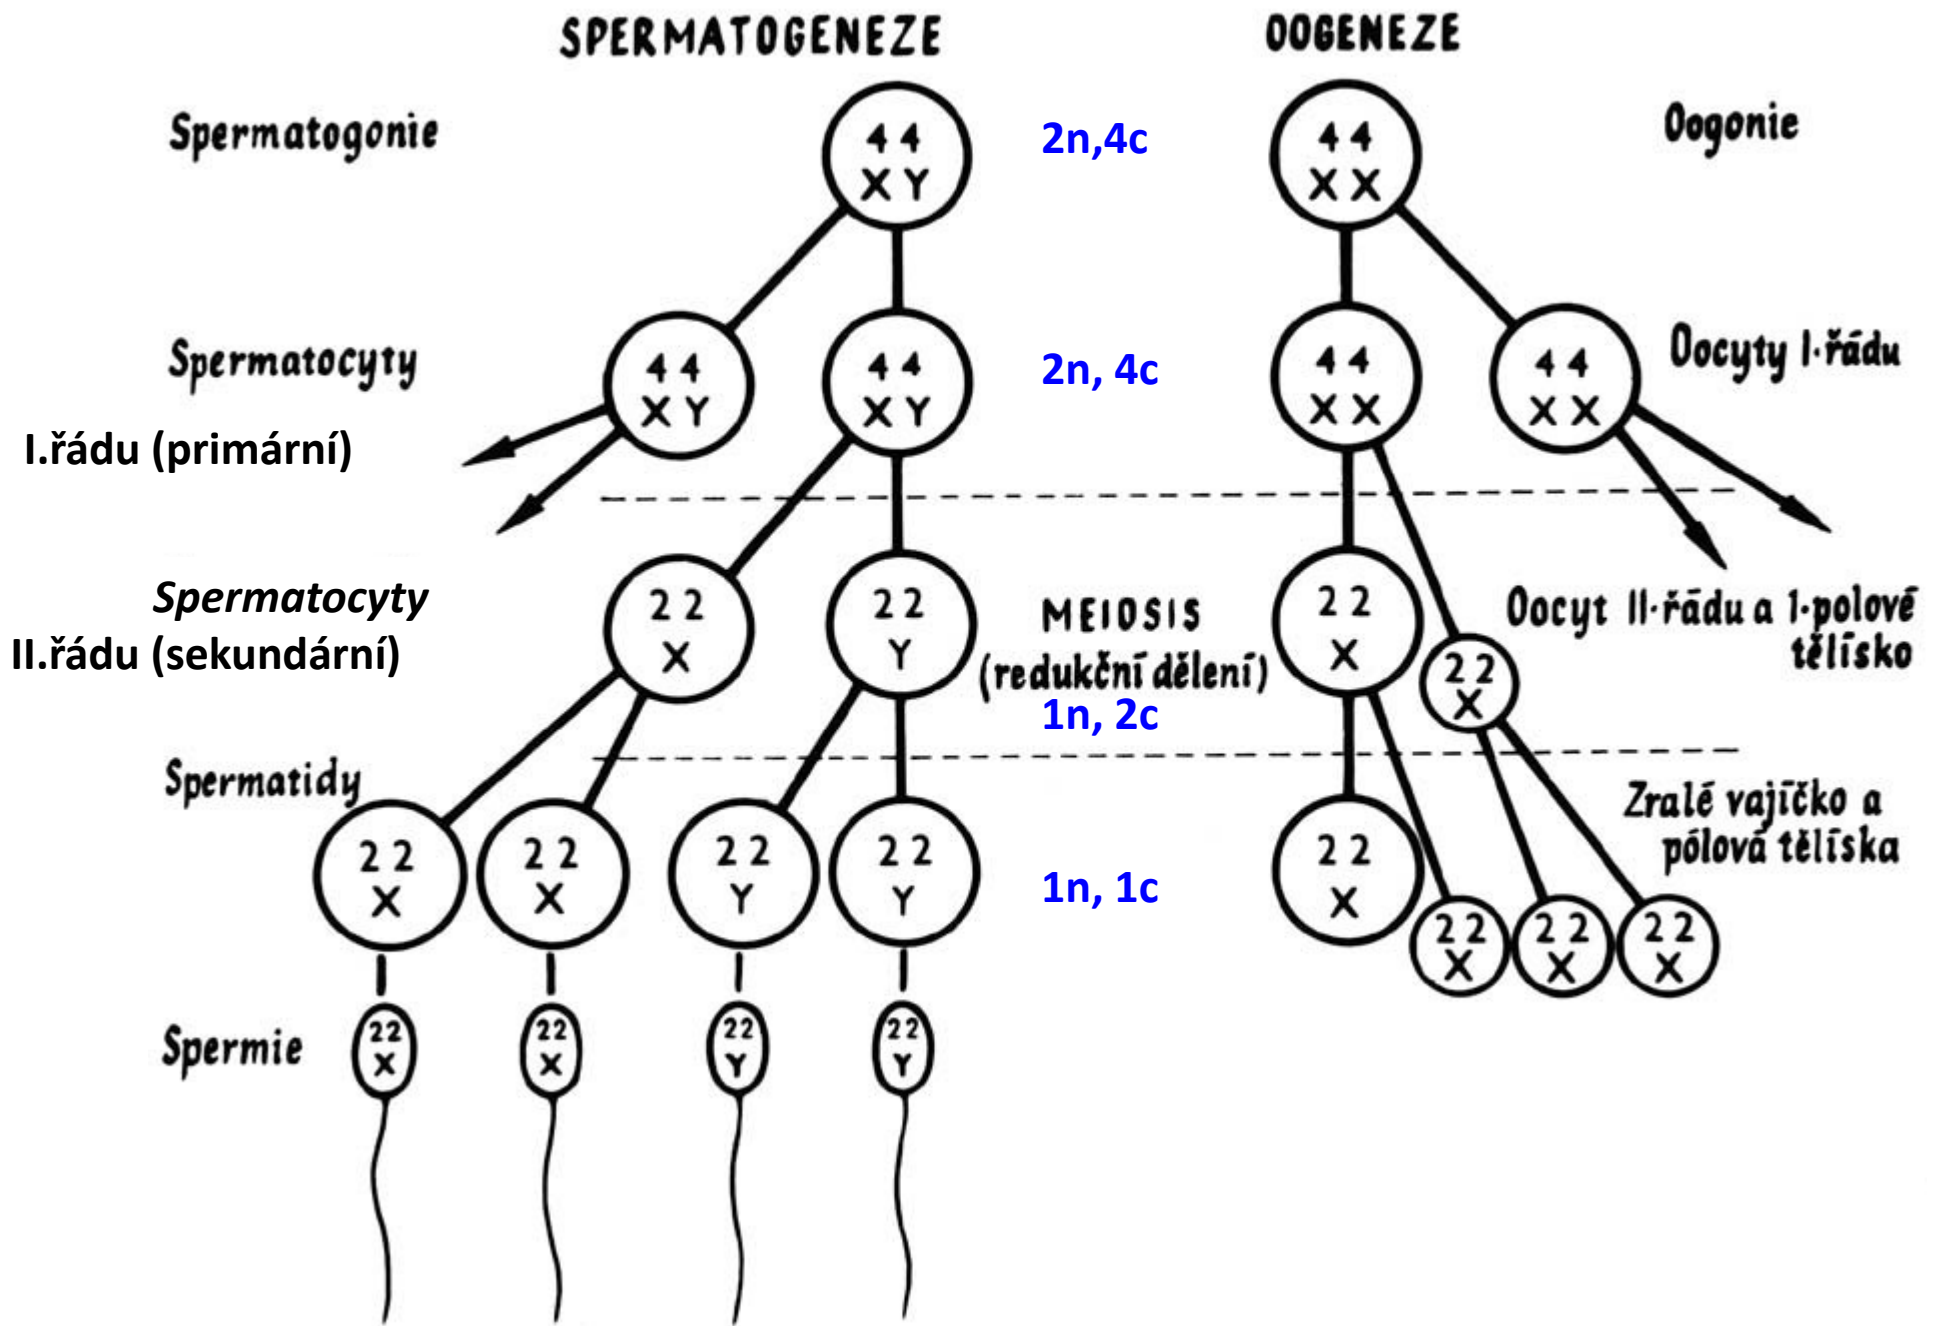 SPERMATOGENEZE
OOGENEZE
Spermatogonie
44
XY
2n,4c
44
XX
Oogonie
Spermatocyty
I.řádu (primární)
44
XY
44
XY
2n, 4c
44
XX
44
XX
Oocyty I.řádu
Spermatocyty
II.řádu (sekundární)
22
X
22
Y
MEIOSIS
(redukční dělení)
1n, 2c
22
X
22
X
Oocyt II.řádu a I.polové
tělísko
Spermatidy
22
X
22
X
22
Y
22
Y
1n, 1c
22
X
22
X
22
X
22
X
Zralé vajíčko a
pólová tělíska
Spermie
22
X
22
X
22
Y
22
Y